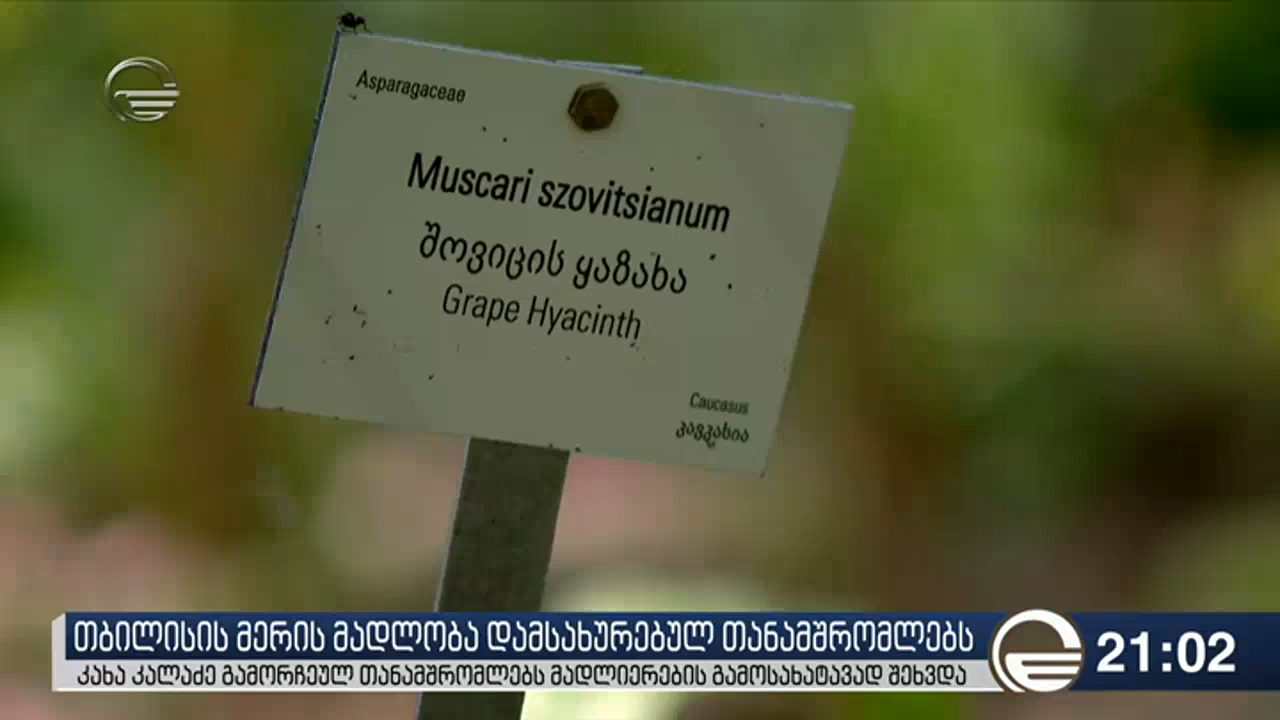 Asparagaceae
Muscari szovitsianum
შოვიცის ყაზახა
Grape Hyacinth
Caucasus
კავკასია
თბილისის მერის მადლობა დამსახურებულ თანამშრომლებს
კახა კალაძე გამორჩეულ თანამშრომლებს მადლიერების გამოსახატავად შეხვდა
21:02